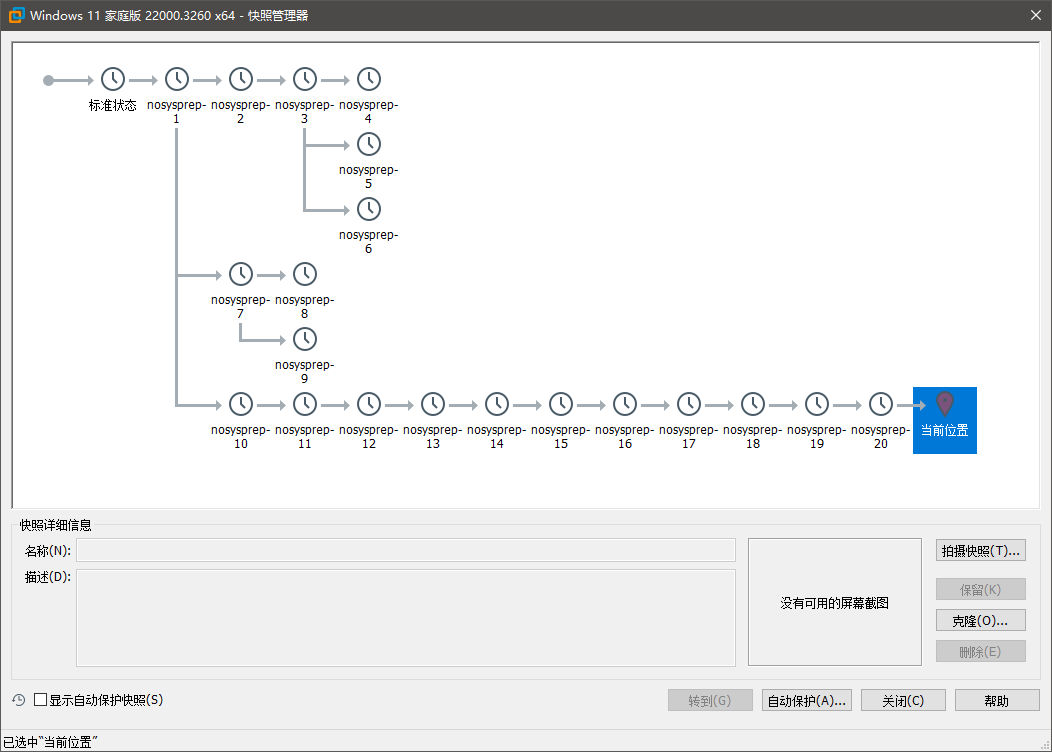 Windows 11 家庭版 22000.3260 x64 - 快照管理器
标准状态 nosysprep- nosysprep- nosysprep- nosysprep-
1 2 3 4
nosysprep-
5
nosysprep-
6
nosysprep- nosysprep-
7 8
nosysprep-
9
nosysprep- nosysprep- nosysprep- nosysprep- nosysprep- nosysprep- nosysprep- nosysprep- nosysprep- nosysprep- nosysprep- 当前位置
10 11 12 13 14 15 16 17 18 19 20
快照详细信息
名称(N):
拍摄快照(T)...
描述(D):
保留(K)
没有可用的屏幕截图
克隆(O)...
删除(E)
显示自动保护快照(S) 转到(G) 自动保护(A)... 关闭(C) 帮助
已选中"当前位置"